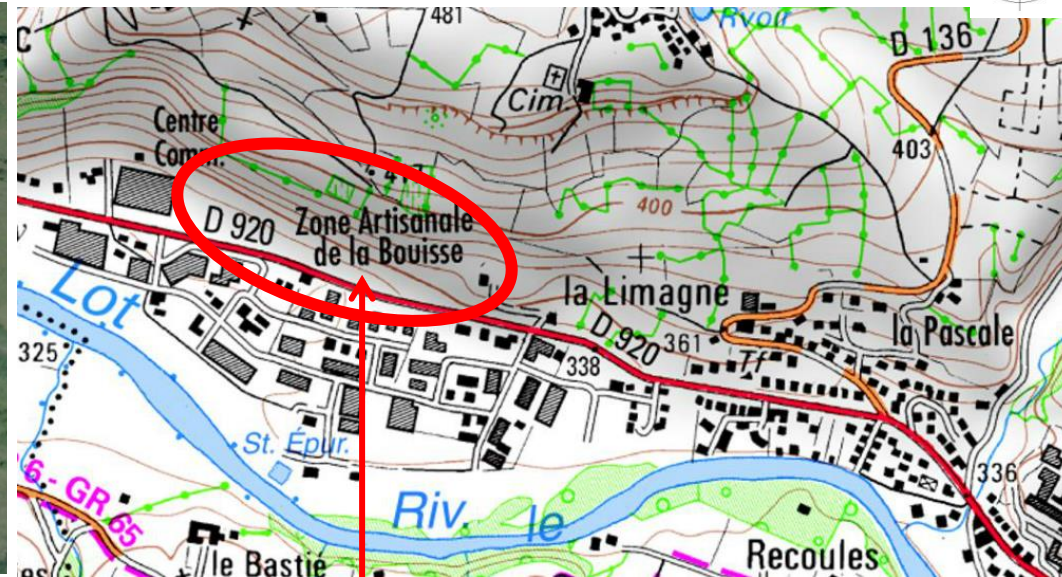 481
Rvoir
D 136
Cim
Centre
Comm.
403
400
D 920
Zone Artisanale
de la Bouisse
la Limagne
Lot
D 920
361
la Pascale
325
338
Tf
St. Épur.
336
6 - GR 65
Riv. le
le Bastié
Recoules
es